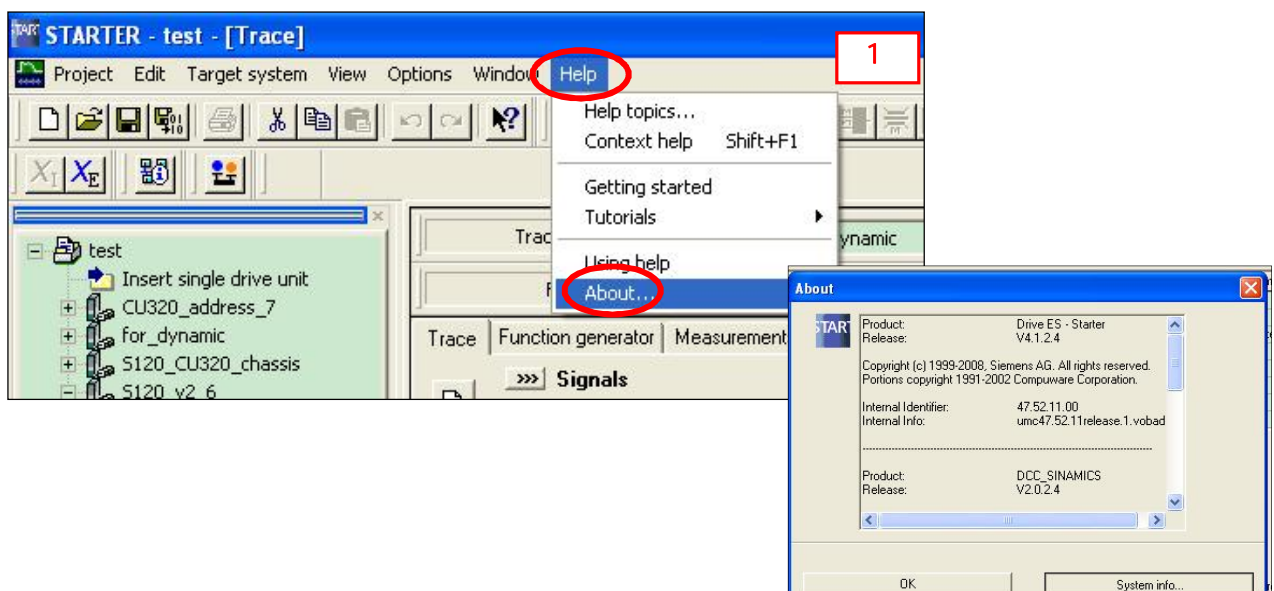 STARTER - test - [Trace]
1
Project Edit Target system View Options Window Help
Help topics...
Context help Shift+F1
Getting started
Tutorials
Using help
About...
test
Insert single drive unit
CU320_address_7
for_dynamic
S120_CU320_chassis
S120_v2_6
Trac
ynamic
F
Trace Function generator Measurement
Signals
About
Product: Drive ES - Starter
Release: V4.1.2.4
Copyright (c) 1999-2008, Siemens AG. All rights reserved.
Portions copyright 1991-2002 Compuware Corporation.
Internal Identifier: 47.52.11.00
Internal Info: umc47.52.11release.1.vobad
Product: DCC_SINAMICS
Release: V2.0.2.4
OK System info...